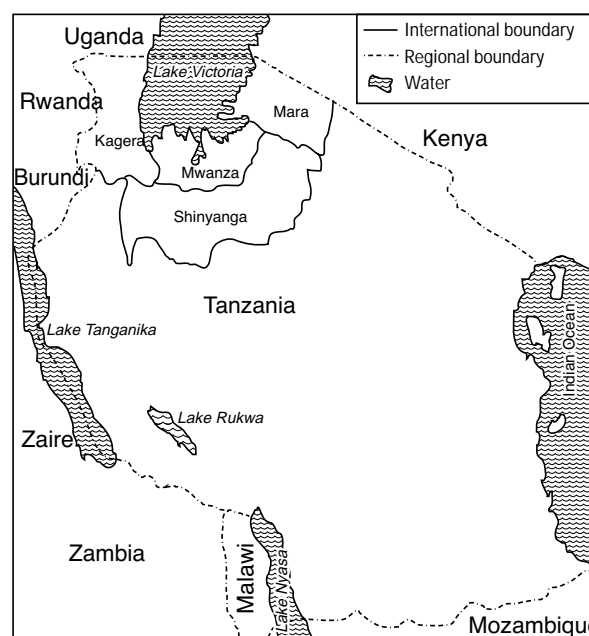 Uganda
International boundary
Regional boundary
Water
Lake Victoria
Rwanda
Mara
Kenya
Kagera
Mwanza
Burundi
Shinyanga
Tanzania
Lake Tanganika
Indian Ocean
Lake Rukwa
Zaire
Zambia
Malawi
Lake Nyasa
Mozambique